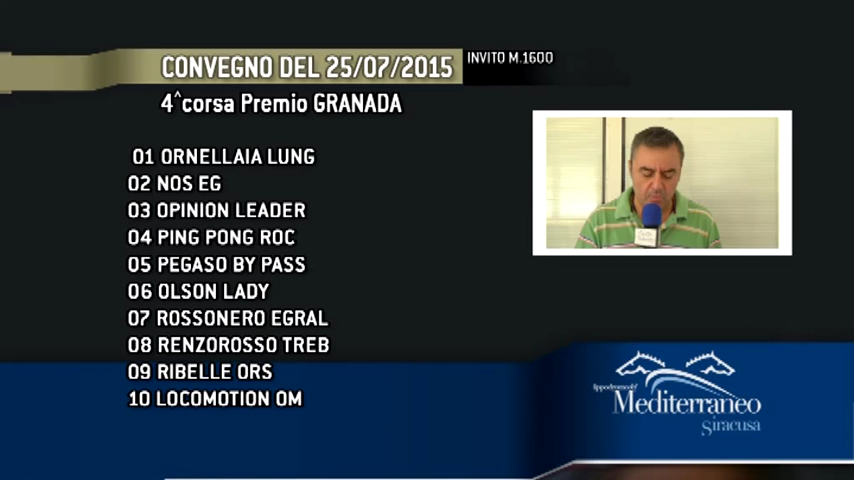 CONVEGNO DEL 25/07/2015
INVITO M.1600
4^corsa Premio GRANADA
01 ORNELLAIA LUNG
02 NOS EG
03 OPINION LEADER
04 PING PONG ROC
05 PEGASO BY PASS
06 OLSON LADY
07 ROSSONERO EGRAL
08 RENZOROSSO TREB
09 RIBELLE ORS
10 LOCOMOTION OM
Ippodromo del
Mediterraneo
Siracusa